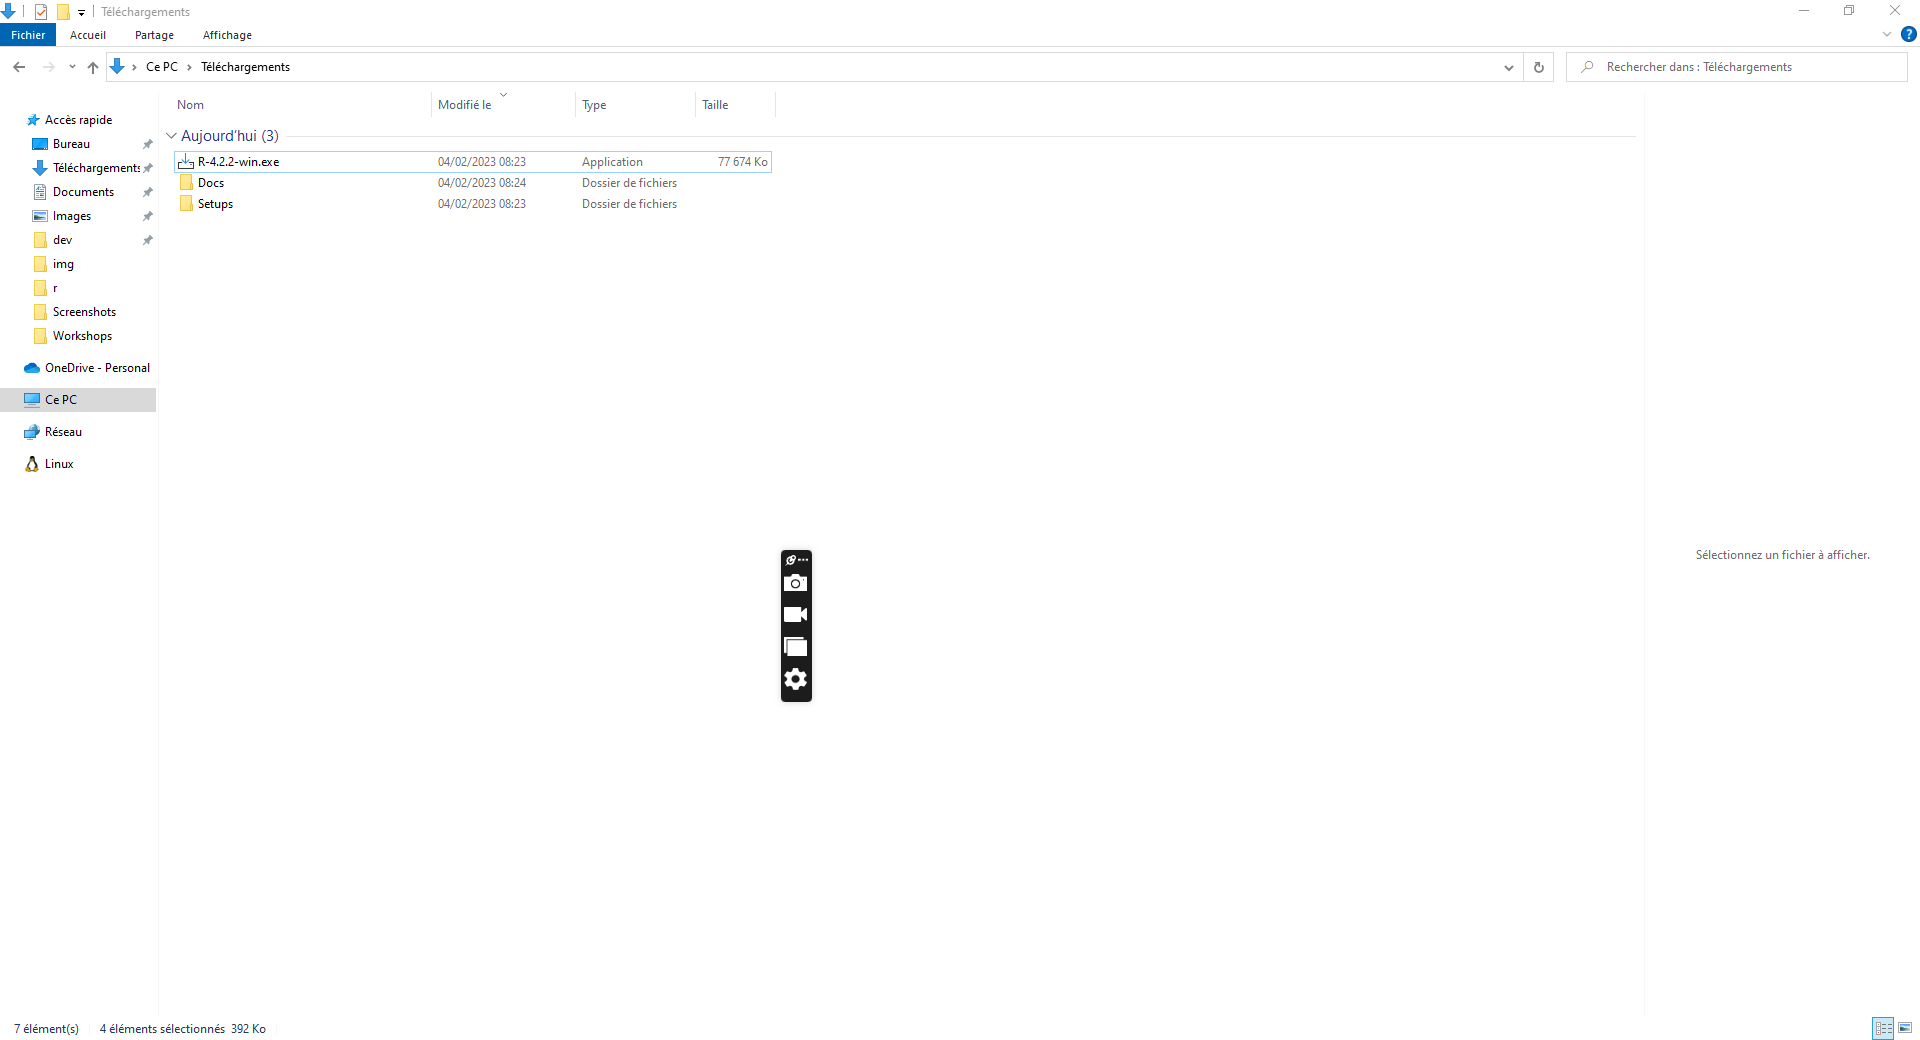 Téléchargements
Fichier Accueil Partage Affichage
Ce PC Téléchargements
Rechercher dans : Téléchargements
Nom Modifié le Type Taille
Aujourd'hui (3)
R-4.2.2-win.exe 04/02/2023 08:23 Application 77 674 Ko
Docs 04/02/2023 08:24 Dossier de fichiers
Setups 04/02/2023 08:23 Dossier de fichiers
Accès rapide
Bureau
Téléchargements
Documents
Images
dev
img
r
Screenshots
Workshops
OneDrive - Personal
Ce PC
Réseau
Linux
Sélectionnez un fichier à afficher.
7 élément(s) 4 éléments sélectionnés 392 Ko